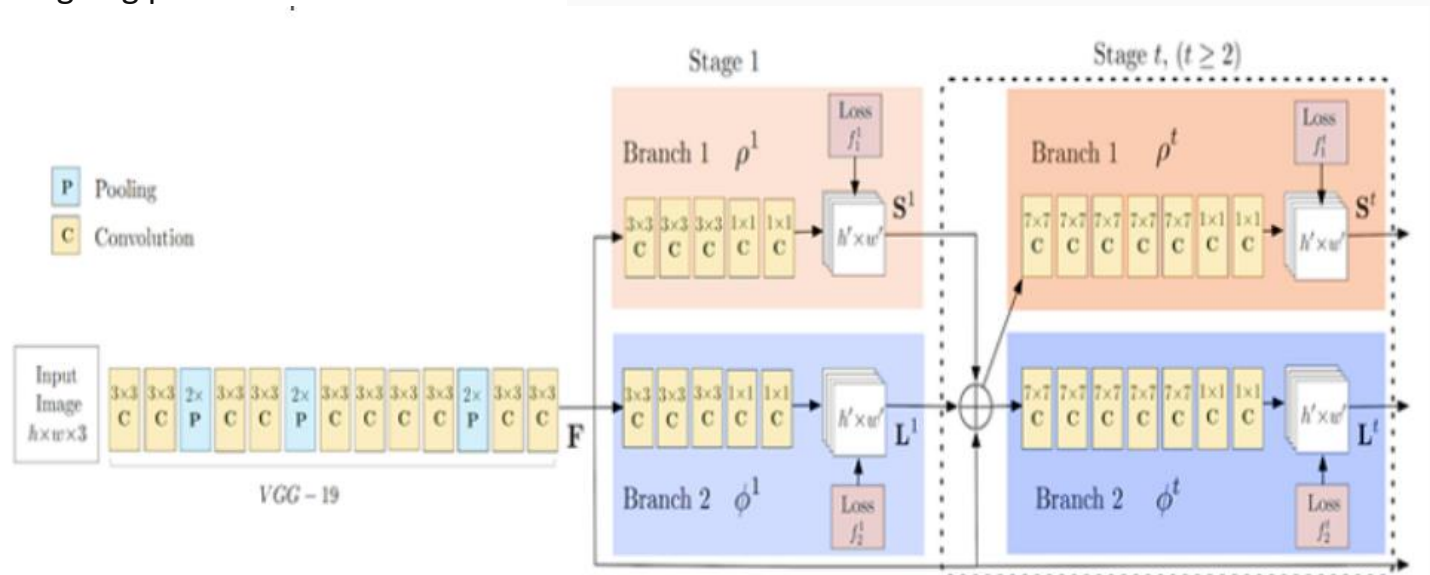 Stage 1
Stage t, (t ≥ 2)
Loss
f₁¹
Loss
f₁ᵗ
Branch 1 ρ¹
Branch 1 ρᵗ
P Pooling
C Convolution
3×3 3×3 3×3 1×1 1×1
C C C C C
h′×w′
S¹
7×7 7×7 7×7 7×7 7×7 1×1 1×1
C C C C C C C
h′×w′
Sᵗ
Input
Image
h×w×3
3×3 3×3 2× 3×3 3×3 2× 3×3 3×3 3×3 3×3 2× 3×3 3×3
C C P C C P C C C C P C C
F
VGG – 19
3×3 3×3 3×3 1×1 1×1
C C C C C
h′×w′
L¹
7×7 7×7 7×7 7×7 7×7 1×1 1×1
C C C C C C C
h′×w′
Lᵗ
Branch 2 ϕ¹
Loss
f₂¹
Branch 2 ϕᵗ
Loss
f₂ᵗ